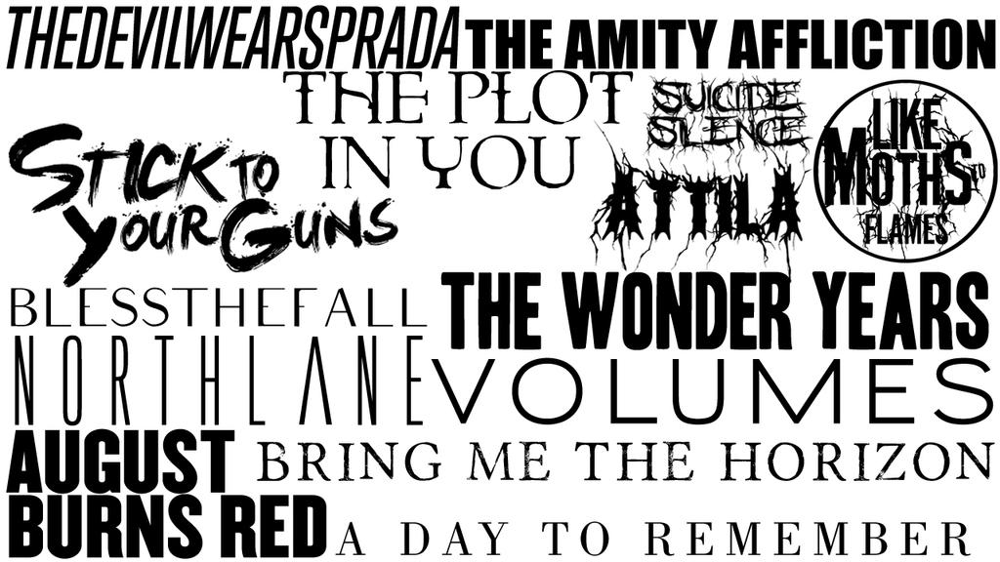 THEDEVILWEARSPRADA
THE AMITY AFFLICTION
THE PLOT
IN YOU
SUICIDE
SILENCE
LIKE
MOTHS TO
FLAMES
STICK TO
YOUR GUNS
ATTILA
BLESSTHEFALL
THE WONDER YEARS
NORTHLANE
VOLUMES
AUGUST
BURNS RED
BRING ME THE HORIZON
A DAY TO REMEMBER